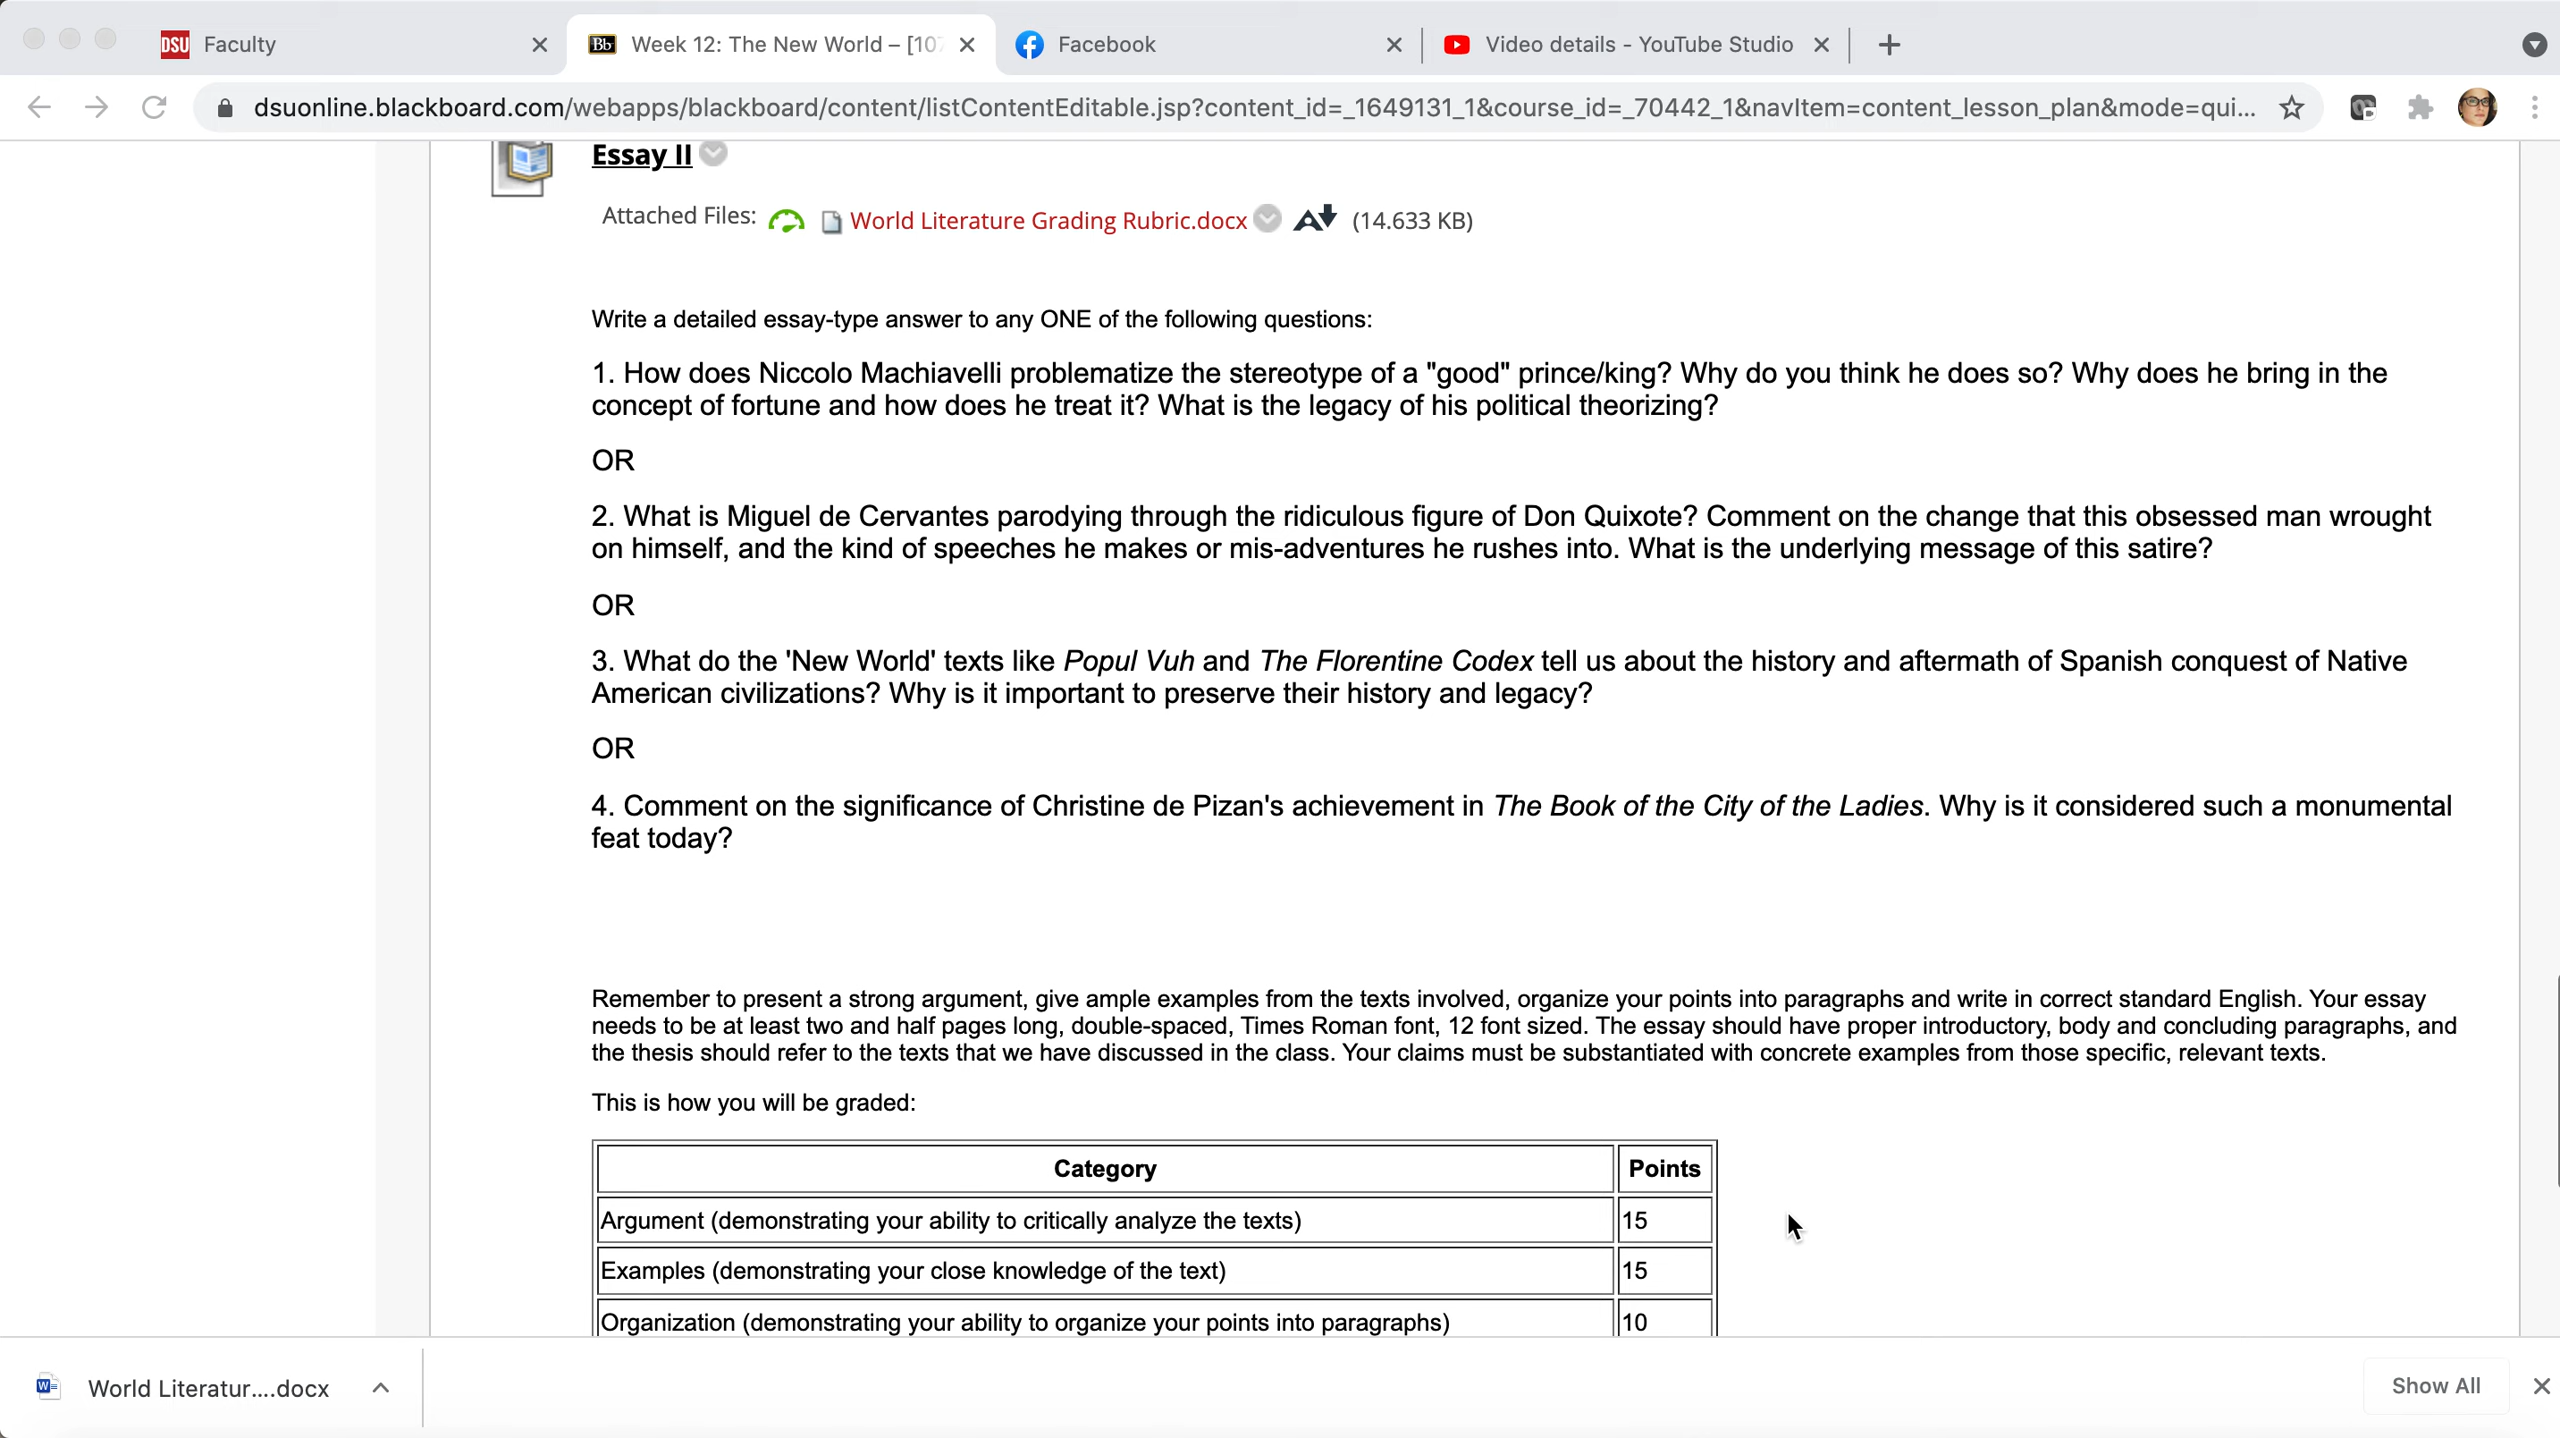 Faculty
Week 12: The New World – [107
Facebook
Video details - YouTube Studio
dsuonline.blackboard.com/webapps/blackboard/content/listContentEditable.jsp?content_id=_1649131_1&course_id=_70442_1&navItem=content_lesson_plan&mode=qui...
Essay II
Attached Files: World Literature Grading Rubric.docx (14.633 KB)
Write a detailed essay-type answer to any ONE of the following questions:
1. How does Niccolo Machiavelli problematize the stereotype of a "good" prince/king? Why do you think he does so? Why does he bring in the
concept of fortune and how does he treat it? What is the legacy of his political theorizing?
OR
2. What is Miguel de Cervantes parodying through the ridiculous figure of Don Quixote? Comment on the change that this obsessed man wrought
on himself, and the kind of speeches he makes or mis-adventures he rushes into. What is the underlying message of this satire?
OR
3. What do the 'New World' texts like Popul Vuh and The Florentine Codex tell us about the history and aftermath of Spanish conquest of Native
American civilizations? Why is it important to preserve their history and legacy?
OR
4. Comment on the significance of Christine de Pizan's achievement in The Book of the City of the Ladies. Why is it considered such a monumental
feat today?
Remember to present a strong argument, give ample examples from the texts involved, organize your points into paragraphs and write in correct standard English. Your essay
needs to be at least two and half pages long, double-spaced, Times Roman font, 12 font sized. The essay should have proper introductory, body and concluding paragraphs, and
the thesis should refer to the texts that we have discussed in the class. Your claims must be substantiated with concrete examples from those specific, relevant texts.
This is how you will be graded:
Category Points
Argument (demonstrating your ability to critically analyze the texts) 15
Examples (demonstrating your close knowledge of the text) 15
Organization (demonstrating your ability to organize your points into paragraphs) 10
World Literatur....docx
Show All